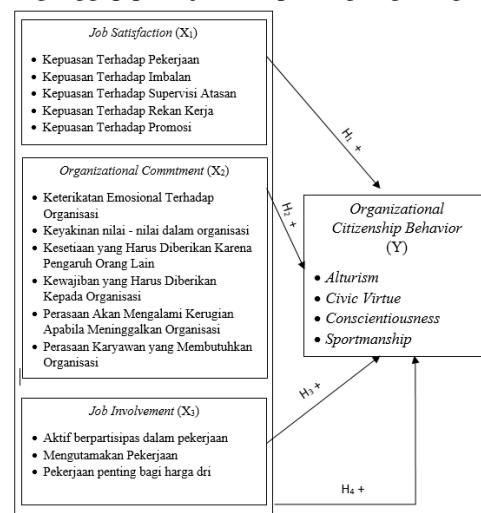 Job Satisfaction (X₁)
• Kepuasan Terhadap Pekerjaan
• Kepuasan Terhadap Imbalan
• Kepuasan Terhadap Supervisi Atasan
• Kepuasan Terhadap Rekan Kerja
• Kepuasan Terhadap Promosi
H₁ +
Organizational Commtment (X₂)
• Keterikatan Emosional Terhadap
Organisasi
• Keyakinan nilai - nilai dalam organisasi
• Kesetiaan yang Harus Diberikan Karena
Pengaruh Orang Lain
• Kewajiban yang Harus Diberikan
Kepada Organisasi
• Perasaan Akan Mengalami Kerugian
Apabila Meninggalkan Organisasi
• Perasaan Karyawan yang Membutuhkan
Organisasi
H₂ +
Organizational
Citizenship Behavior
(Y)
• Alturism
• Civic Virtue
• Conscientiousness
• Sportmanship
Job Involvement (X₃)
• Aktif berpartisipas dalam pekerjaan
• Mengutamakan Pekerjaan
• Pekerjaan penting bagi harga dri
H₃ +
H₄ +